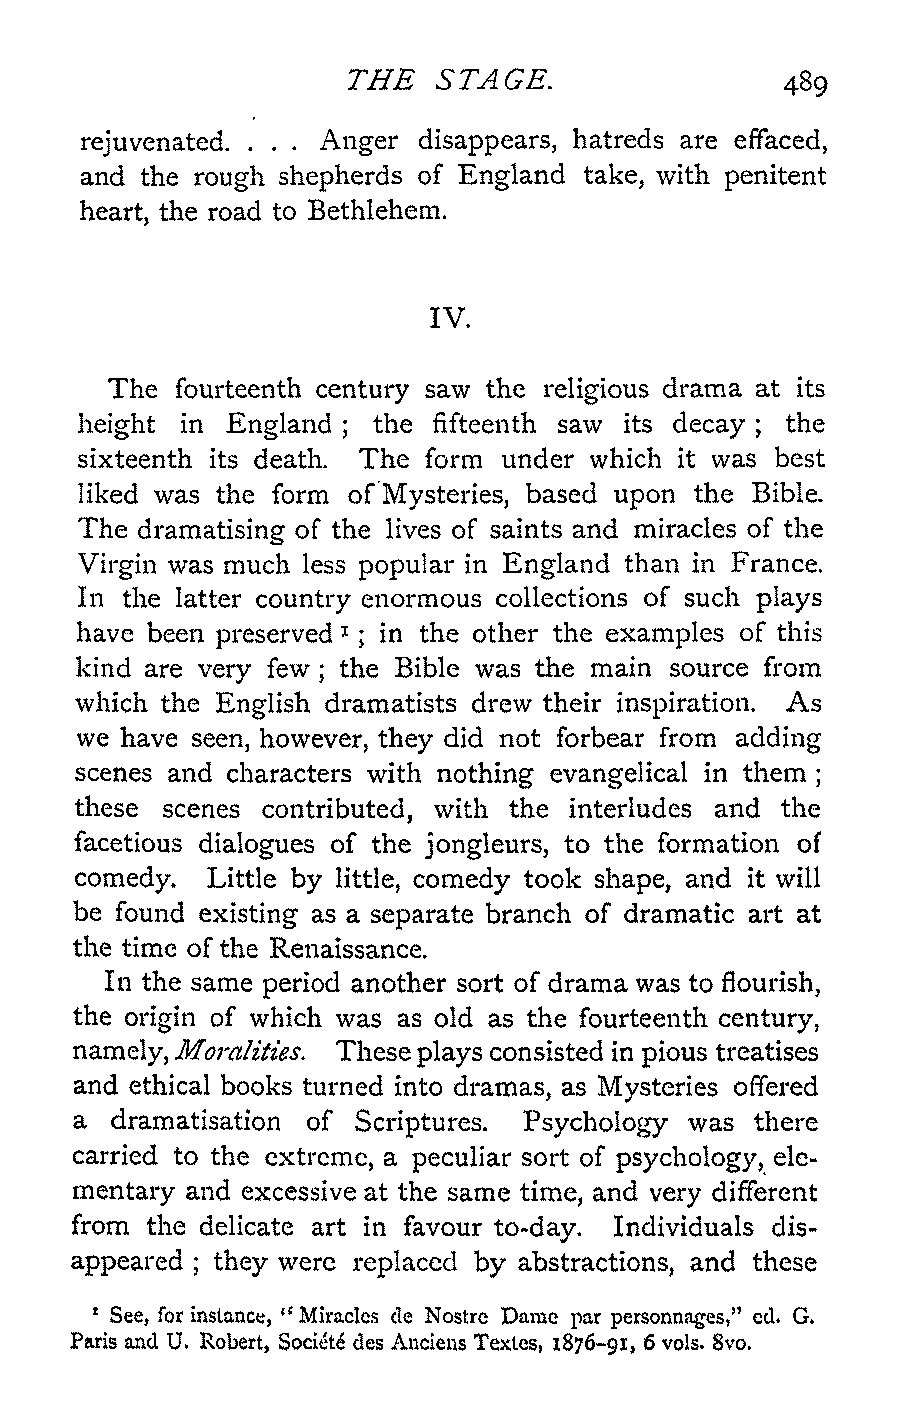 THE STAGE. 489
rejuvenated. . . . Anger disappears, hatreds are effaced,
and the rough shepherds of England take, with penitent
heart, the road to Bethlehem.
IV.
The fourteenth century saw the religious drama at its
height in England ; the fifteenth saw its decay ; the
sixteenth its death. The form under which it was best
liked was the form of Mysteries, based upon the Bible.
The dramatising of the lives of saints and miracles of the
Virgin was much less popular in England than in France.
In the latter country enormous collections of such plays
have been preserved ¹ ; in the other the examples of this
kind are very few ; the Bible was the main source from
which the English dramatists drew their inspiration. As
we have seen, however, they did not forbear from adding
scenes and characters with nothing evangelical in them ;
these scenes contributed, with the interludes and the
facetious dialogues of the jongleurs, to the formation of
comedy. Little by little, comedy took shape, and it will
be found existing as a separate branch of dramatic art at
the time of the Renaissance.
In the same period another sort of drama was to flourish,
the origin of which was as old as the fourteenth century,
namely, Moralities. These plays consisted in pious treatises
and ethical books turned into dramas, as Mysteries offered
a dramatisation of Scriptures. Psychology was there
carried to the extreme, a peculiar sort of psychology, ele-
mentary and excessive at the same time, and very different
from the delicate art in favour to-day. Individuals dis-
appeared ; they were replaced by abstractions, and these
¹ See, for instance, "Miracles de Nostre Dame par personnages," ed. G.
Paris and U. Robert, Société des Anciens Textes, 1876-91, 6 vols. 8vo.